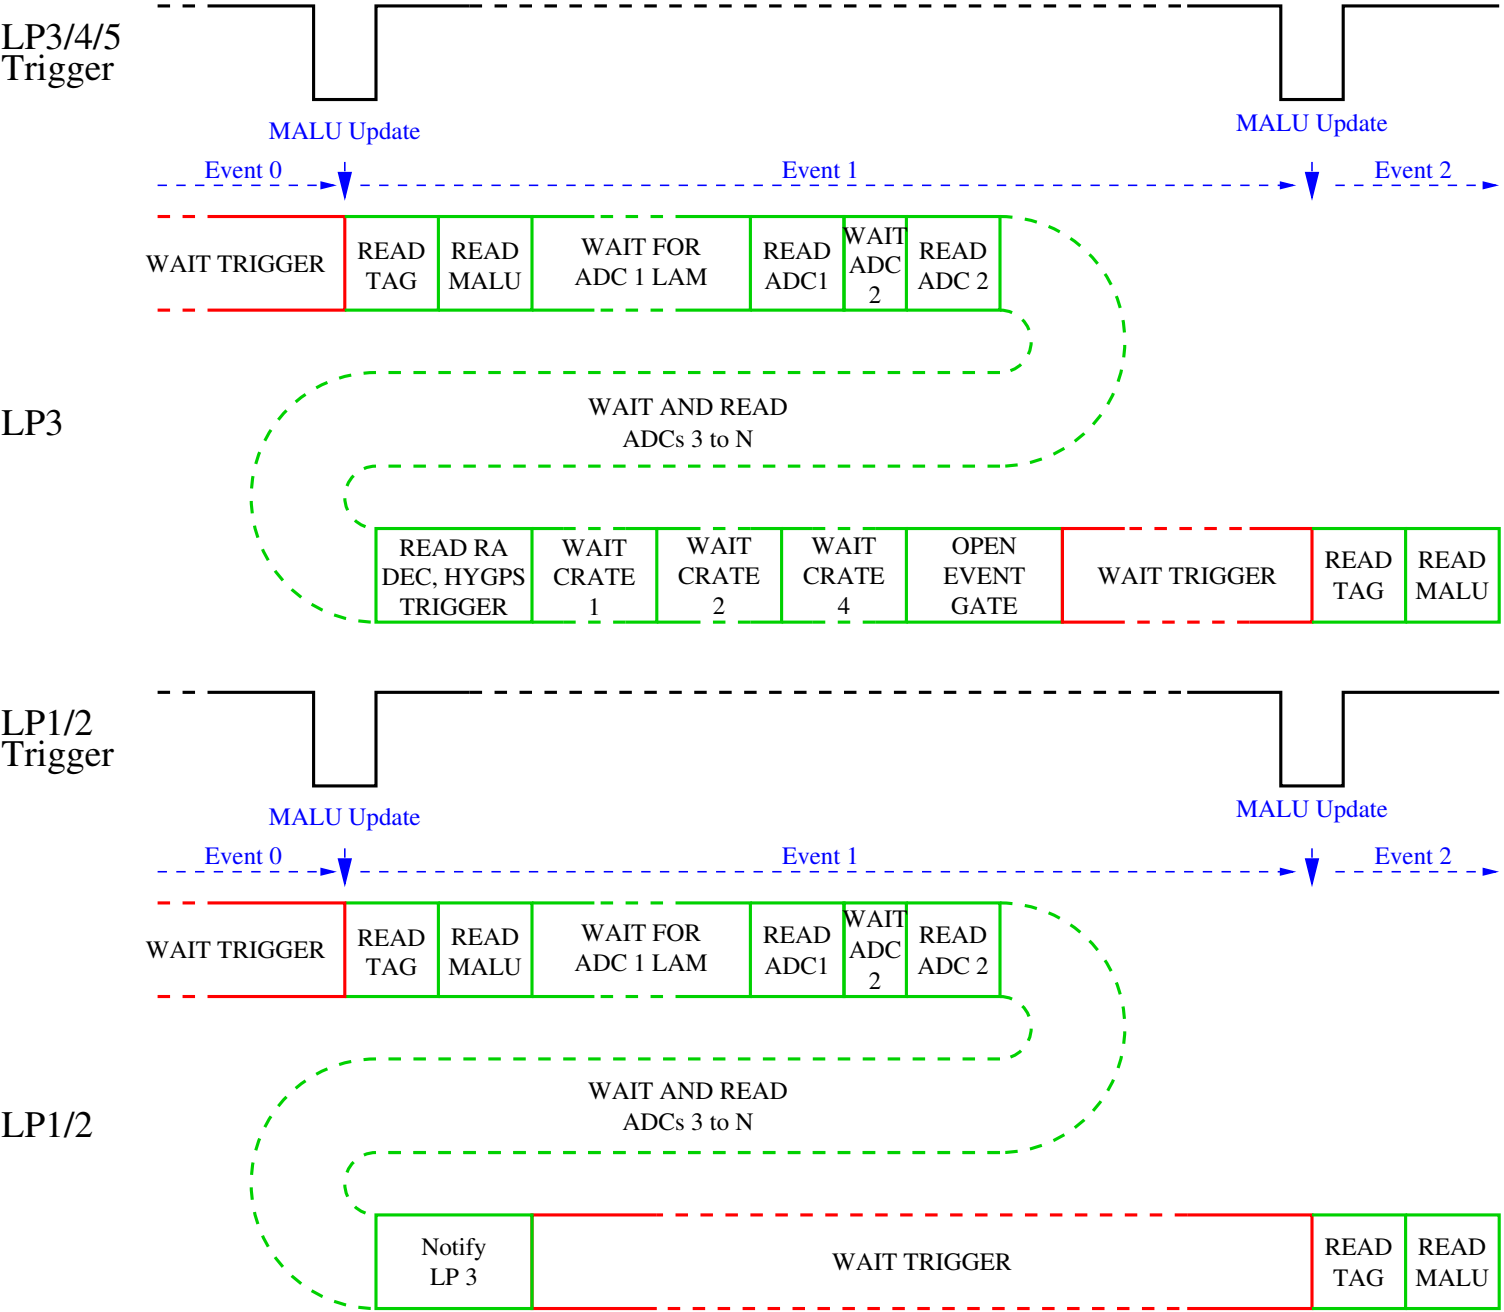 LP3/4/5
Trigger
MALU Update
MALU Update
Event 0
Event 1
Event 2
WAIT TRIGGER
READ
TAG
READ
MALU
WAIT FOR
ADC 1 LAM
READ
ADC1
WAIT
ADC
2
READ
ADC 2
LP3
WAIT AND READ
ADCs 3 to N
READ RA
DEC, HYGPS
TRIGGER
WAIT
CRATE
1
WAIT
CRATE
2
WAIT
CRATE
4
OPEN
EVENT
GATE
WAIT TRIGGER
READ
TAG
READ
MALU
LP1/2
Trigger
MALU Update
MALU Update
Event 0
Event 1
Event 2
WAIT TRIGGER
READ
TAG
READ
MALU
WAIT FOR
ADC 1 LAM
READ
ADC1
WAIT
ADC
2
READ
ADC 2
LP1/2
WAIT AND READ
ADCs 3 to N
Notify
LP 3
WAIT TRIGGER
READ
TAG
READ
MALU